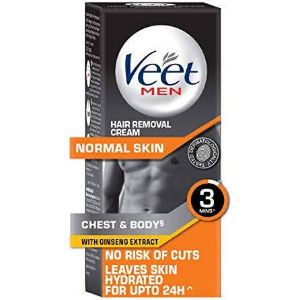 Veet
MEN
HAIR REMOVAL
CREAM
NORMAL SKIN
3
MINS*
CHEST & BODY§
WITH GINSENG EXTRACT
NO RISK OF CUTS
LEAVES SKIN
HYDRATED
FOR UPTO 24H^